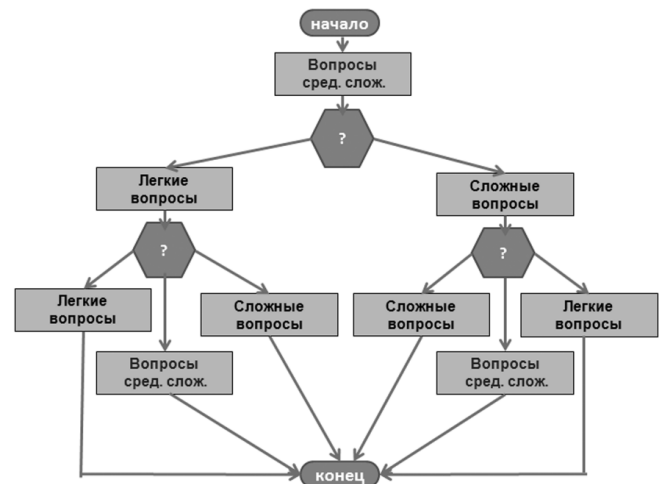 начало
Вопросы
сред. слож.
?
Легкие
вопросы
Сложные
вопросы
?
?
Легкие
вопросы
Сложные
вопросы
Сложные
вопросы
Легкие
вопросы
Вопросы
сред. слож.
Вопросы
сред. слож.
конец